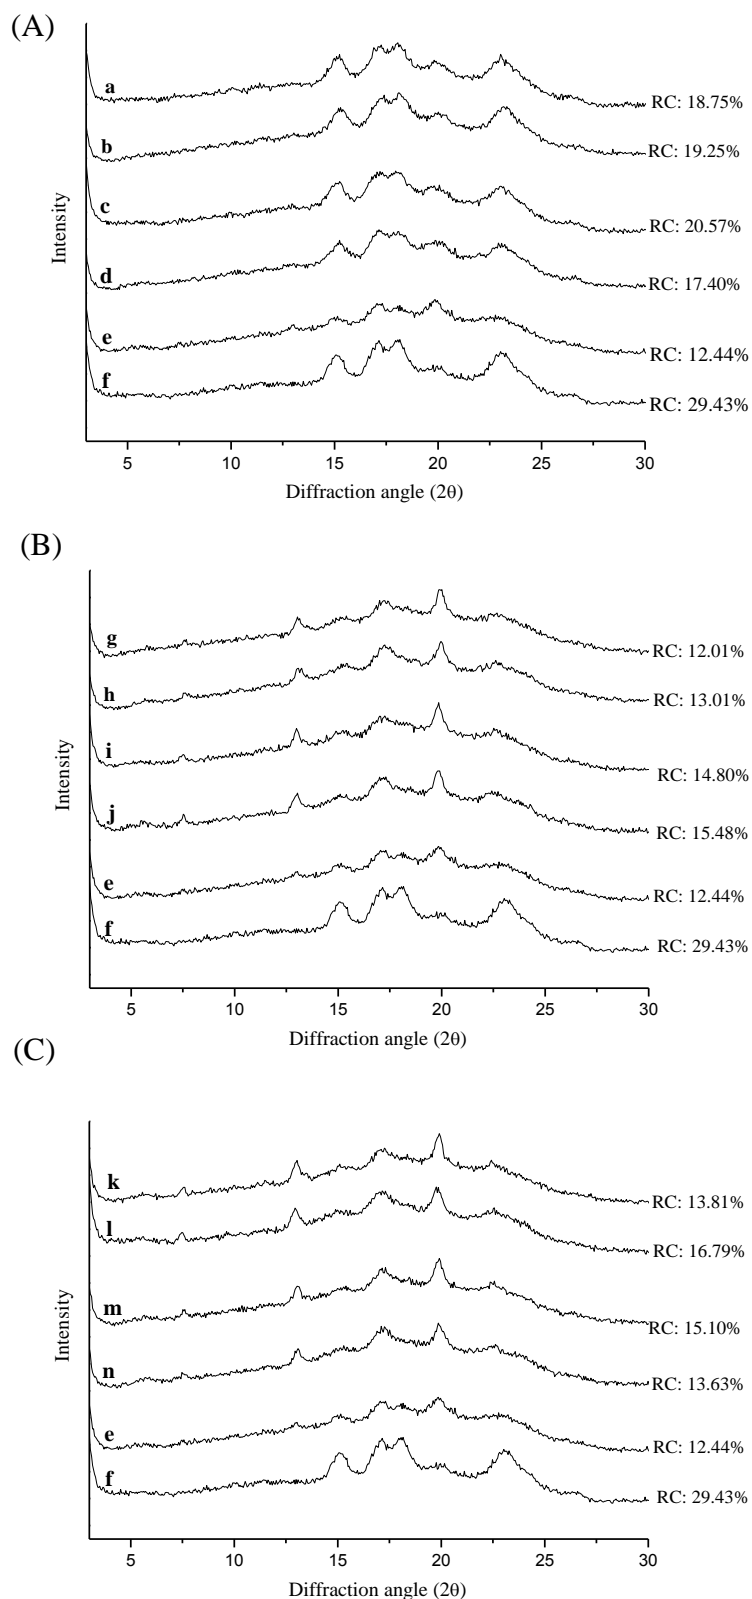 (A)
a
RC: 18.75%
b
RC: 19.25%
c
RC: 20.57%
d
RC: 17.40%
e
RC: 12.44%
f
RC: 29.43%
Intensity
5 10 15 20 25 30
Diffraction angle (2θ)
(B)
g
RC: 12.01%
h
RC: 13.01%
i
RC: 14.80%
j
RC: 15.48%
e
RC: 12.44%
f
RC: 29.43%
Intensity
5 10 15 20 25 30
Diffraction angle (2θ)
(C)
k
RC: 13.81%
l
RC: 16.79%
m
RC: 15.10%
n
RC: 13.63%
e
RC: 12.44%
f
RC: 29.43%
Intensity
5 10 15 20 25 30
Diffraction angle (2θ)